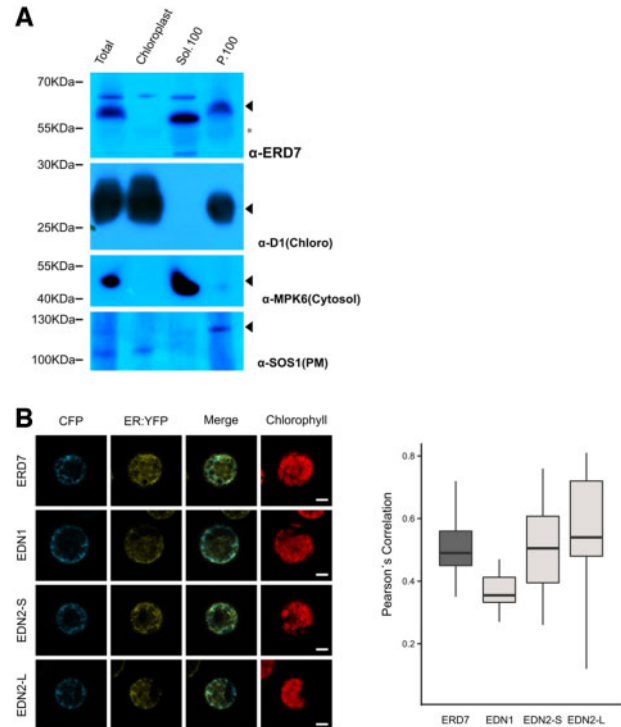 A
Total Chloroplast Sol.100 P.100
70KDa
55KDa
*
α-ERD7
30KDa
25KDa
α-D1(Chloro)
55KDa
40KDa
α-MPK6(Cytosol)
130KDa
100KDa
α-SOS1(PM)
B
CFP ER:YFP Merge Chlorophyll
ERD7
EDN1
EDN2-S
EDN2-L
Pearson´s Correlation
0.8
0.6
0.4
0.2
ERD7 EDN1 EDN2-S EDN2-L